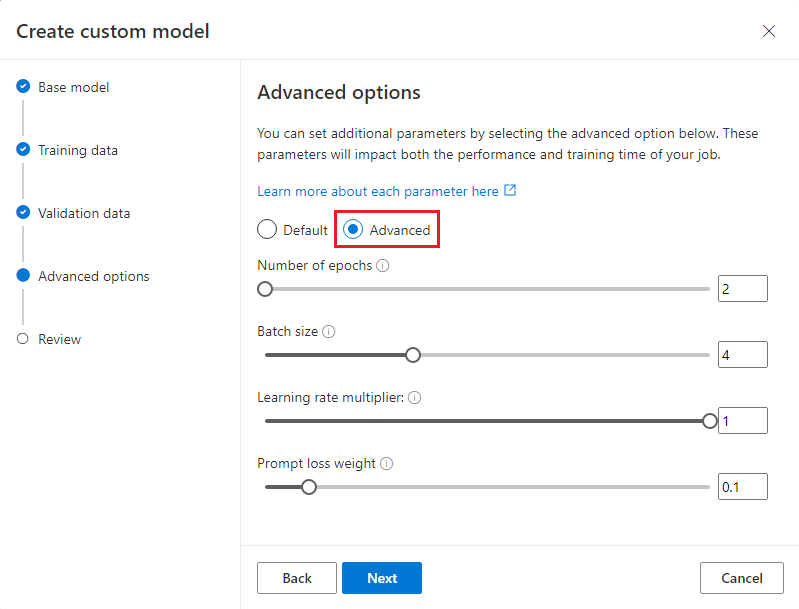 Create custom model
Base model
Training data
Validation data
Advanced options
Review
Advanced options
You can set additional parameters by selecting the advanced option below. These
parameters will impact both the performance and training time of your job.
Learn more about each parameter here
Default
Advanced
Number of epochs
2
Batch size
4
Learning rate multiplier:
1
Prompt loss weight
0.1
Back
Next
Cancel